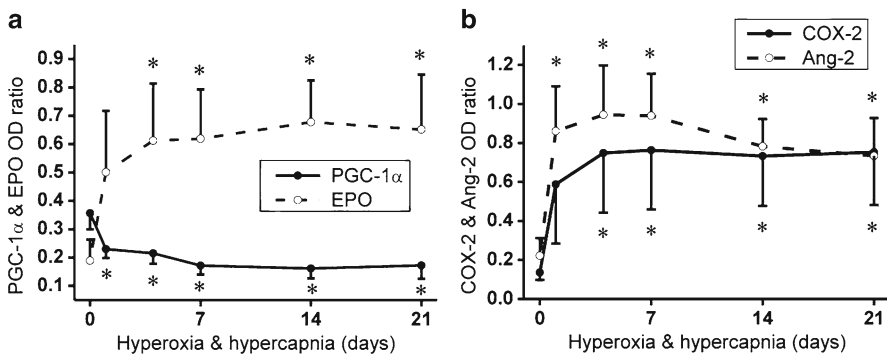 a
PGC-1α & EPO OD ratio
0.9
0.8
0.7
0.6
0.5
0.4
0.3
0.2
0.1
* * * *
PGC-1α
EPO
* * * * *
0 7 14 21
Hyperoxia & hypercapnia (days)
b
COX-2 & Ang-2 OD ratio
COX-2
Ang-2
1.2
1.0
0.8
0.6
0.4
0.2
0.0
* * * * *
* * * *
0 7 14 21
Hyperoxia & hypercapnia (days)